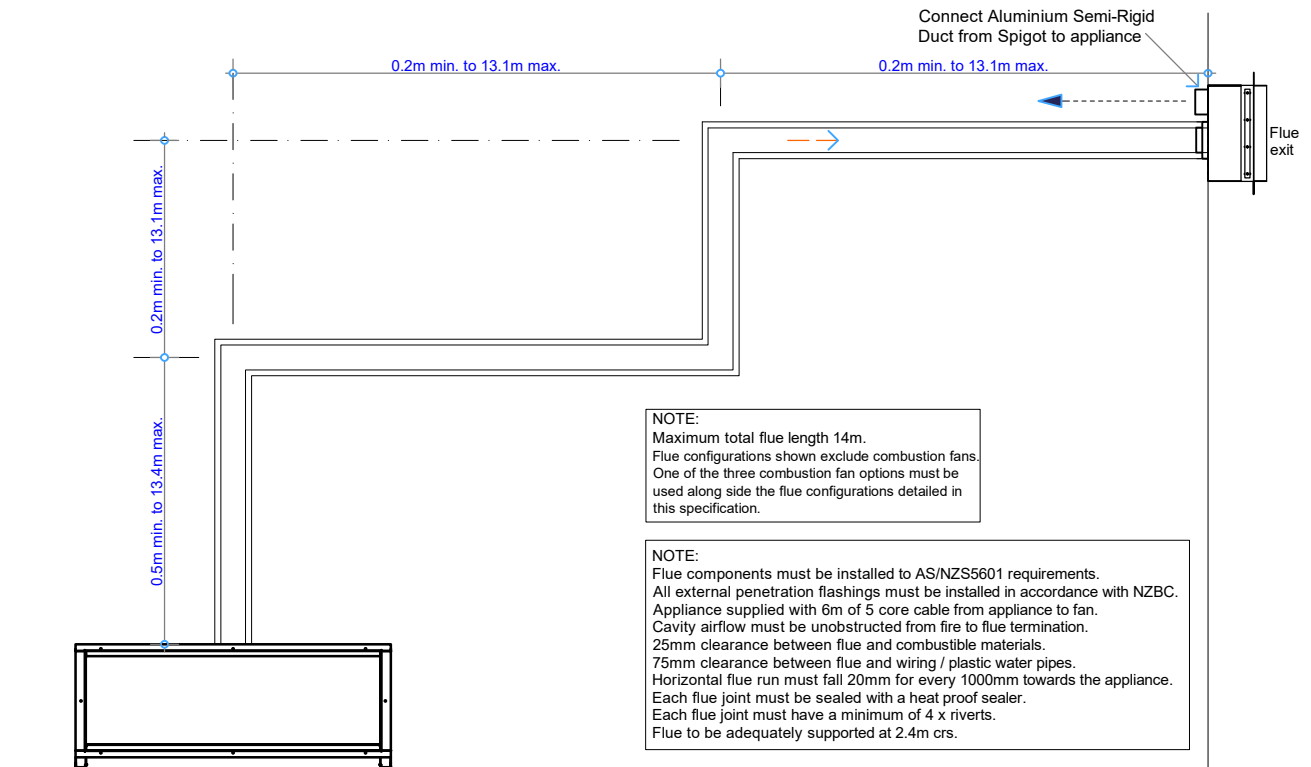 Connect Aluminium Semi-Rigid
Duct from Spigot to appliance
0.2m min. to 13.1m max.
0.2m min. to 13.1m max.
Flue
exit
0.2m min. to 13.1m max.
0.5m min. to 13.4m max.
NOTE:
Maximum total flue length 14m.
Flue configurations shown exclude combustion fans.
One of the three combustion fan options must be
used along side the flue configurations detailed in
this specification.
NOTE:
Flue components must be installed to AS/NZS5601 requirements.
All external penetration flashings must be installed in accordance with NZBC.
Appliance supplied with 6m of 5 core cable from appliance to fan.
Cavity airflow must be unobstructed from fire to flue termination.
25mm clearance between flue and combustible materials.
75mm clearance between flue and wiring / plastic water pipes.
Horizontal flue run must fall 20mm for every 1000mm towards the appliance.
Each flue joint must be sealed with a heat proof sealer.
Each flue joint must have a minimum of 4 x riverts.
Flue to be adequately supported at 2.4m crs.